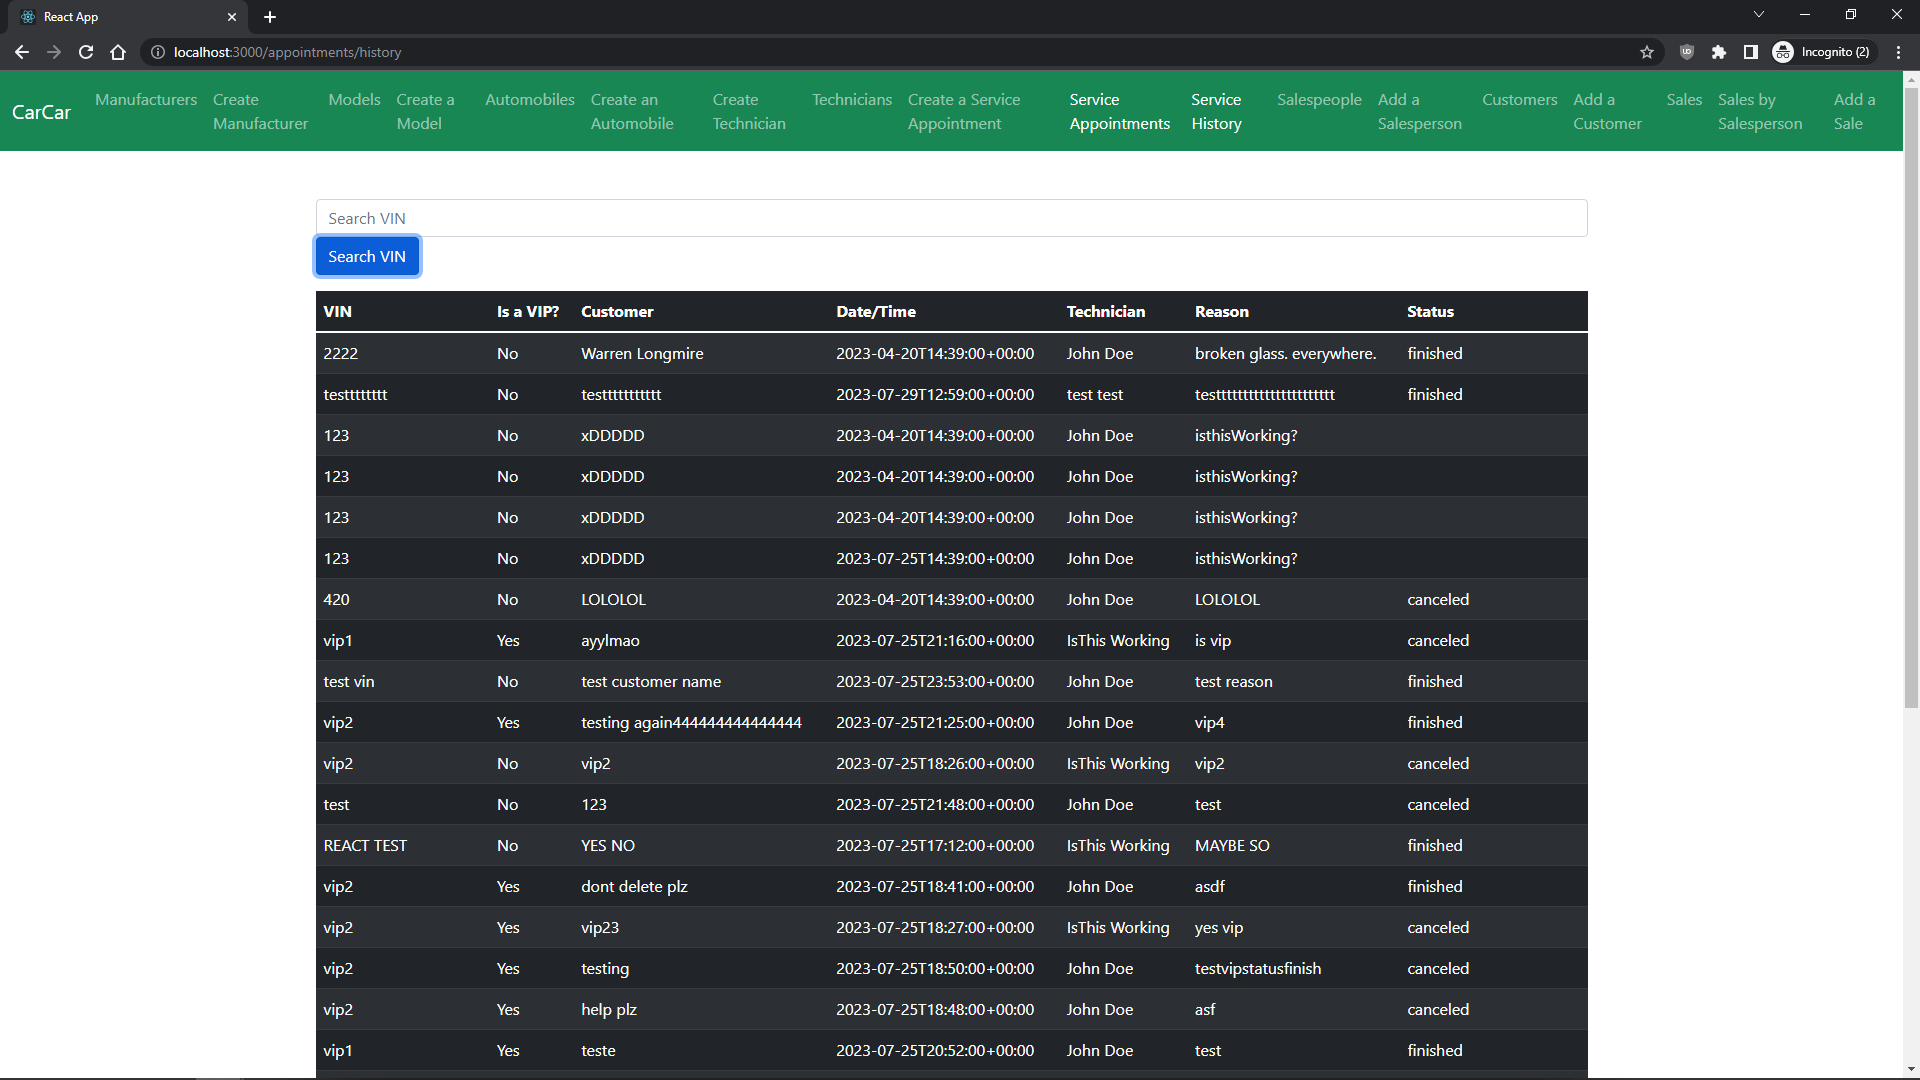 React App
localhost:3000/appointments/history
Incognito (2)
CarCar
Manufacturers
Create
Manufacturer
Models
Create a
Model
Automobiles
Create an
Automobile
Create
Technician
Technicians
Create a Service
Appointment
Service
Appointments
Service
History
Salespeople
Add a
Salesperson
Customers
Add a
Customer
Sales
Sales by
Salesperson
Add a
Sale
Search VIN
Search VIN
VIN Is a VIP? Customer Date/Time Technician Reason Status
2222 No Warren Longmire 2023-04-20T14:39:00+00:00 John Doe broken glass. everywhere. finished
testttttttt No testttttttttttt 2023-07-29T12:59:00+00:00 test test testttttttttttttttttttttttt finished
123 No xDDDDD 2023-04-20T14:39:00+00:00 John Doe isthisWorking?
123 No xDDDDD 2023-04-20T14:39:00+00:00 John Doe isthisWorking?
123 No xDDDDD 2023-04-20T14:39:00+00:00 John Doe isthisWorking?
123 No xDDDDD 2023-07-25T14:39:00+00:00 John Doe isthisWorking?
420 No LOLOLOL 2023-04-20T14:39:00+00:00 John Doe LOLOLOL canceled
vip1 Yes ayylmao 2023-07-25T21:16:00+00:00 IsThis Working is vip canceled
test vin No test customer name 2023-07-25T23:53:00+00:00 John Doe test reason finished
vip2 Yes testing again444444444444444 2023-07-25T21:25:00+00:00 John Doe vip4 finished
vip2 No vip2 2023-07-25T18:26:00+00:00 IsThis Working vip2 canceled
test No 123 2023-07-25T21:48:00+00:00 John Doe test canceled
REACT TEST No YES NO 2023-07-25T17:12:00+00:00 IsThis Working MAYBE SO finished
vip2 Yes dont delete plz 2023-07-25T18:41:00+00:00 John Doe asdf finished
vip2 Yes vip23 2023-07-25T18:27:00+00:00 IsThis Working yes vip canceled
vip2 Yes testing 2023-07-25T18:50:00+00:00 John Doe testvipstatusfinish canceled
vip2 Yes help plz 2023-07-25T18:48:00+00:00 John Doe asf canceled
vip1 Yes teste 2023-07-25T20:52:00+00:00 John Doe test finished